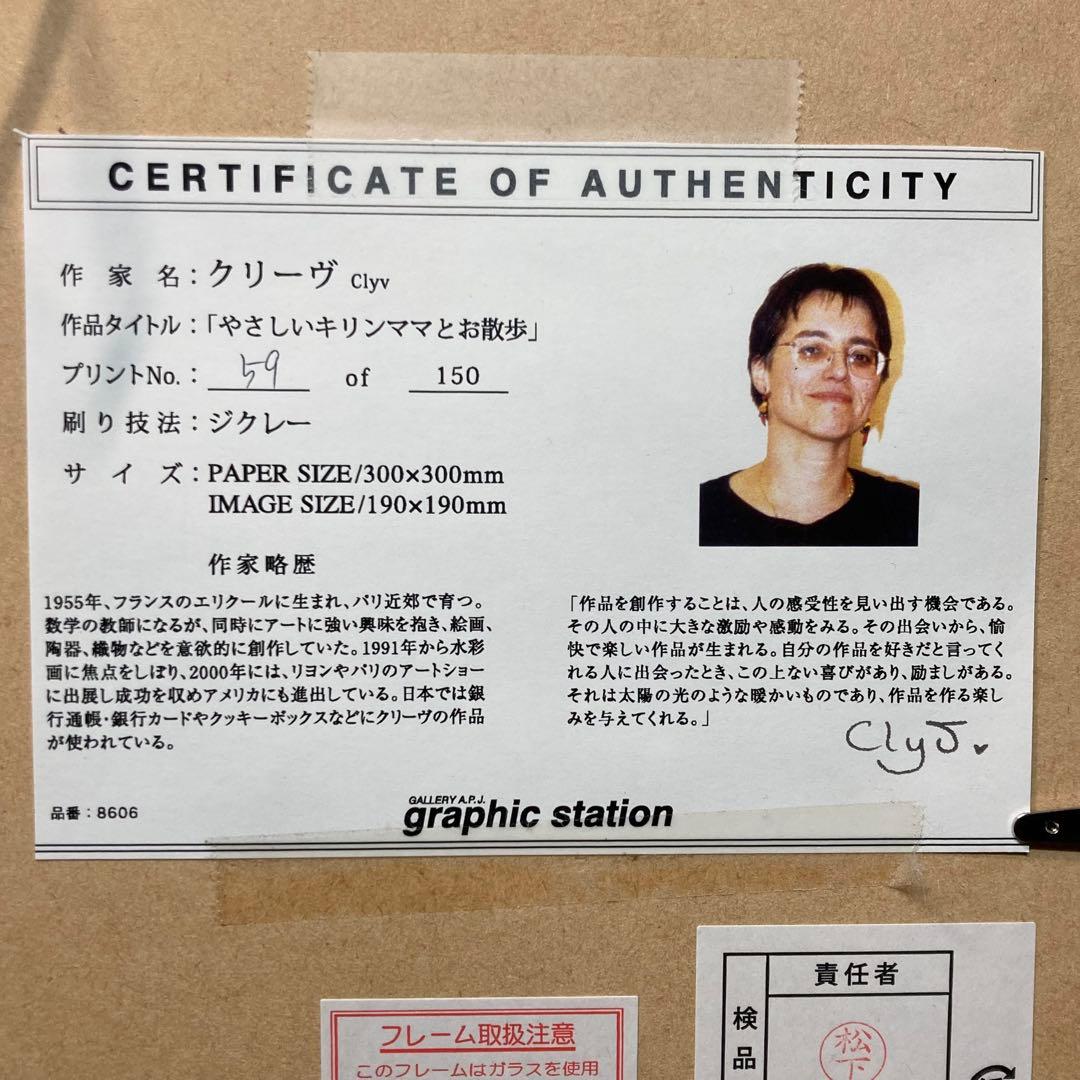 CERTIFICATE OF AUTHENTICITY
作家名：クリーヴ Clyv
作品タイトル：「やさしいキリンママとお散歩」
プリントNo.： 59 of 150
刷り技法：ジクレー
サイズ：PAPER SIZE/300×300mm
IMAGE SIZE/190×190mm
作家略歴
1955年、フランスのエリクールに生まれ、パリ近郊で育つ。
数学の教師になるが、同時にアートに強い興味を抱き、絵画、
陶器、織物などを意欲的に創作していた。1991年から水彩
画に焦点をしぼり、2000年には、リヨンやパリのアートショー
に出展し成功を収めアメリカにも進出している。日本では銀
行通帳・銀行カードやクッキーボックスなどにクリーヴの作品
が使われている。
「作品を創作することは、人の感受性を見い出す機会である。
その人の中に大きな激励や感動をみる。その出会いから、愉
快で楽しい作品が生まれる。自分の作品を好きだと言ってく
れる人に出会ったとき、この上ない喜びがあり、励ましがある。
それは太陽の光のような暖かいものであり、作品を作る楽し
みを与えてくれる。」
Clyv
品番：8606
GALLERY A.P.J.
graphic station
フレーム取扱注意
このフレームはガラスを使用
検品
責任者
松下